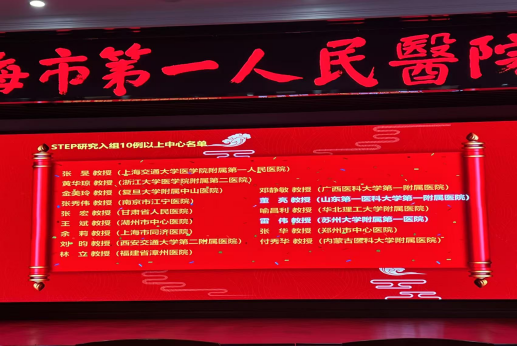 海市第一人民醫院
STEP研究入组10例以上中心名单
张 旻 教授（上海交通大学医学院附属第一人民医院）
黄华琼 教授（浙江大学医学院附属第二医院）
金美玲 教授（复旦大学附属中山医院）
张秀伟 教授（南京市江宁医院）
张 宏 教授（甘肃省人民医院）
王 斌 教授（湖州市中心医院）
余 莉 教授（上海市同济医院）
刘 昀 教授（西安交通大学第二附属医院）
林 立 教授（福建省漳州医院）
邓静敏 教授（广西医科大学第一附属医院）
董 亮 教授（山东第一医科大学第一附属医院）
喻昌利 教授（华北理工大学附属医院）
雷 伟 教授（苏州大学附属第一医院）
张 华 教授（郑州市中心医院）
付秀华 教授（内蒙古医科大学附属医院）